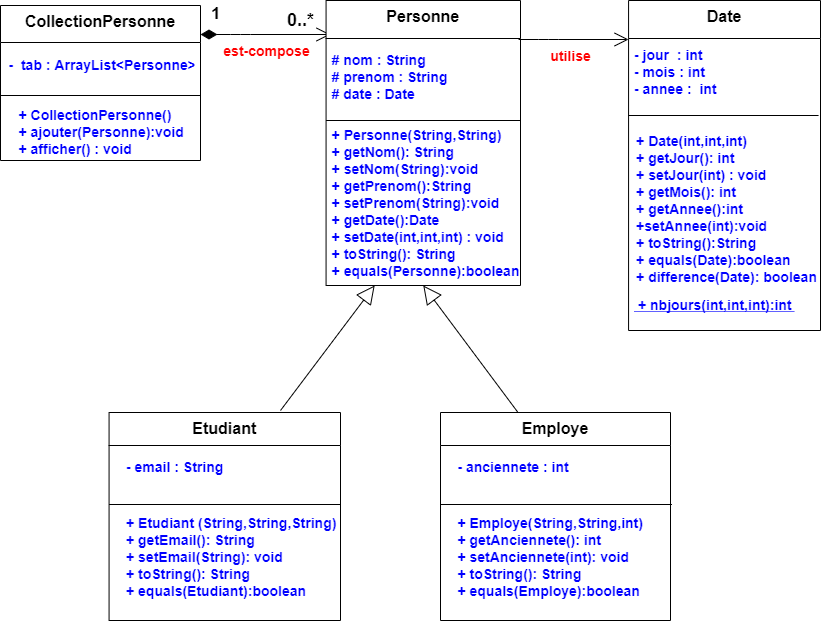 CollectionPersonne
- tab : ArrayList<Personne>
+ CollectionPersonne()
+ ajouter(Personne):void
+ afficher() : void
1
0..*
est-compose
Personne
# nom : String
# prenom : String
# date : Date
+ Personne(String,String)
+ getNom(): String
+ setNom(String):void
+ getPrenom():String
+ setPrenom(String):void
+ getDate():Date
+ setDate(int,int,int) : void
+ toString(): String
+ equals(Personne):boolean
utilise
Date
- jour : int
- mois : int
- annee : int
+ Date(int,int,int)
+ getJour(): int
+ setJour(int) : void
+ getMois(): int
+ getAnnee():int
+setAnnee(int):void
+ toString():String
+ equals(Date):boolean
+ difference(Date): boolean
+ nbjours(int,int,int):int
Etudiant
- email : String
+ Etudiant (String,String,String)
+ getEmail(): String
+ setEmail(String): void
+ toString(): String
+ equals(Etudiant):boolean
Employe
- anciennete : int
+ Employe(String,String,int)
+ getAnciennete(): int
+ setAnciennete(int): void
+ toString(): String
+ equals(Employe):boolean